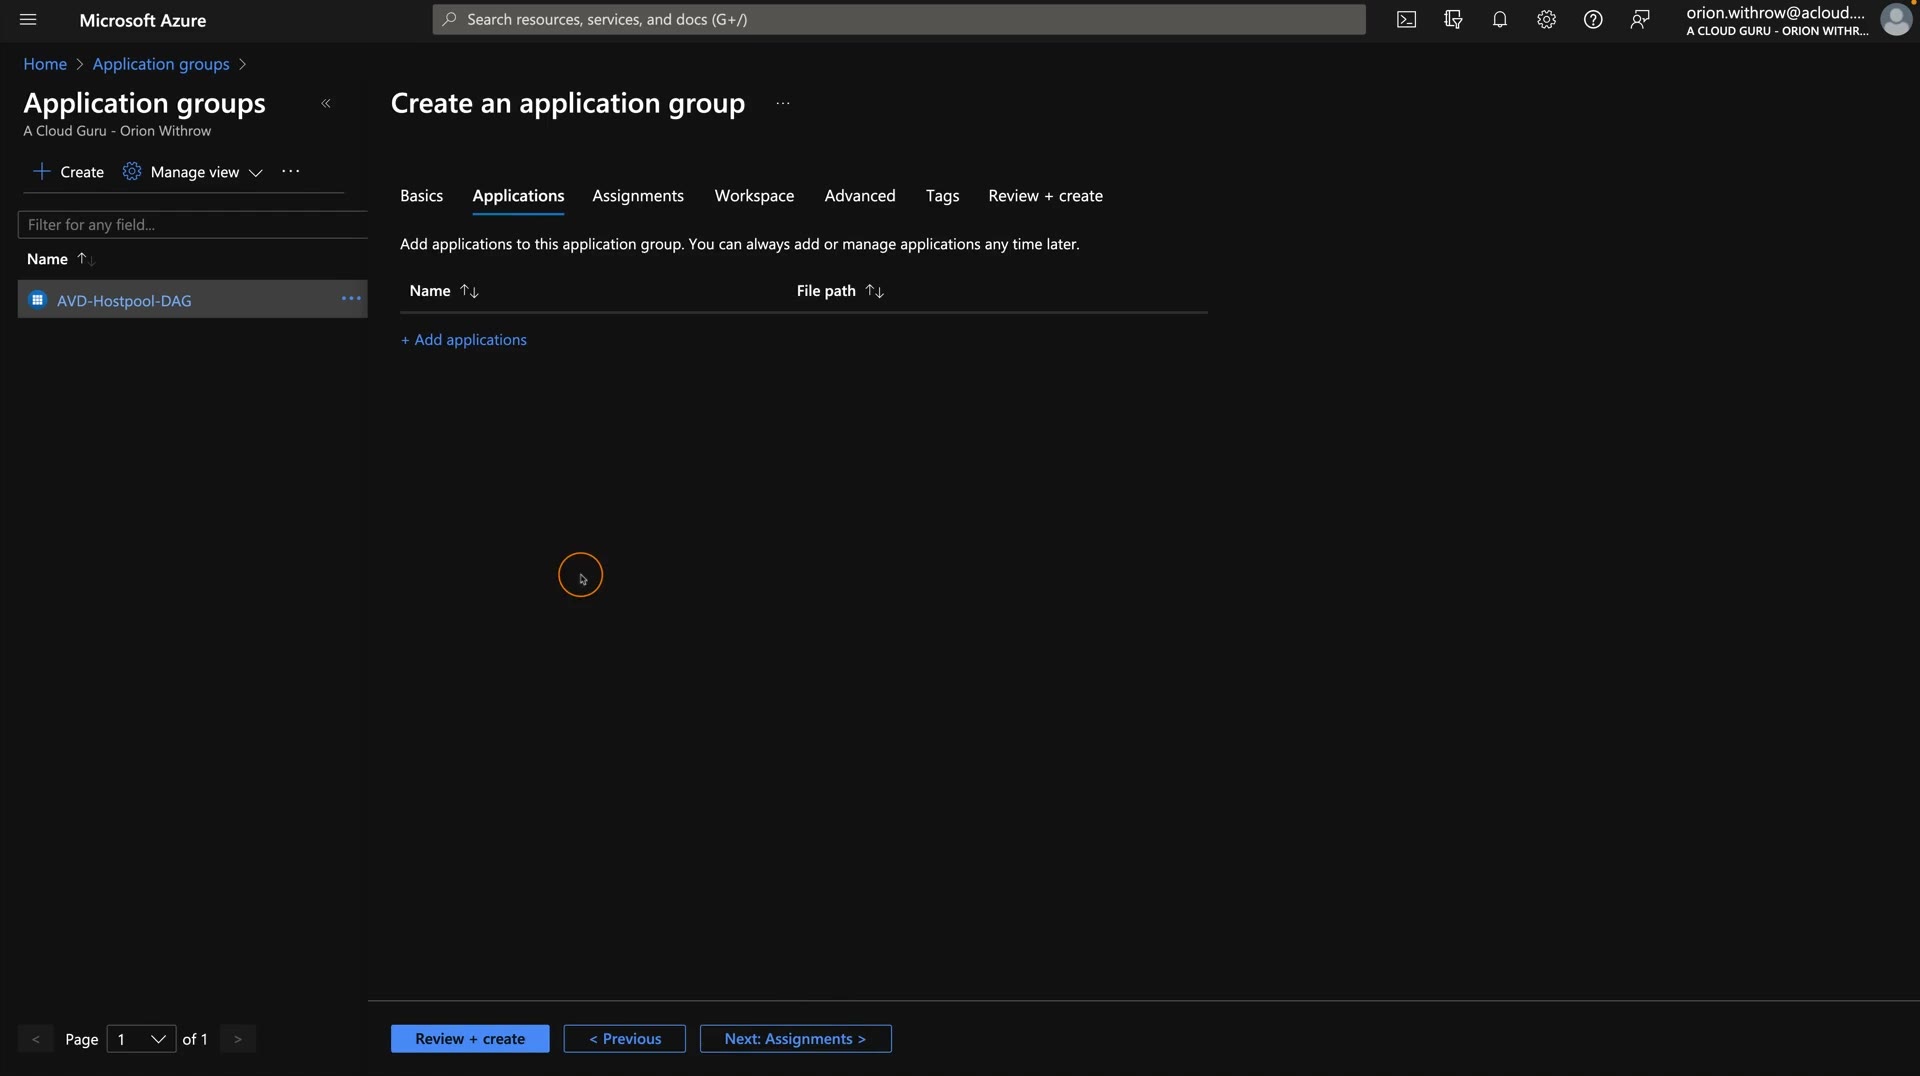 Microsoft Azure
Search resources, services, and docs (G+/)
orion.withrow@acloud....
A CLOUD GURU - ORION WITHR...
Home > Application groups >
Application groups
«
A Cloud Guru - Orion Withrow
+ Create
Manage view
...
Filter for any field...
Name ↑↓
AVD-Hostpool-DAG
...
< Page 1 of 1 >
Create an application group
...
Basics
Applications
Assignments
Workspace
Advanced
Tags
Review + create
Add applications to this application group. You can always add or manage applications any time later.
Name ↑↓
File path ↑↓
+ Add applications
Review + create
< Previous
Next: Assignments >